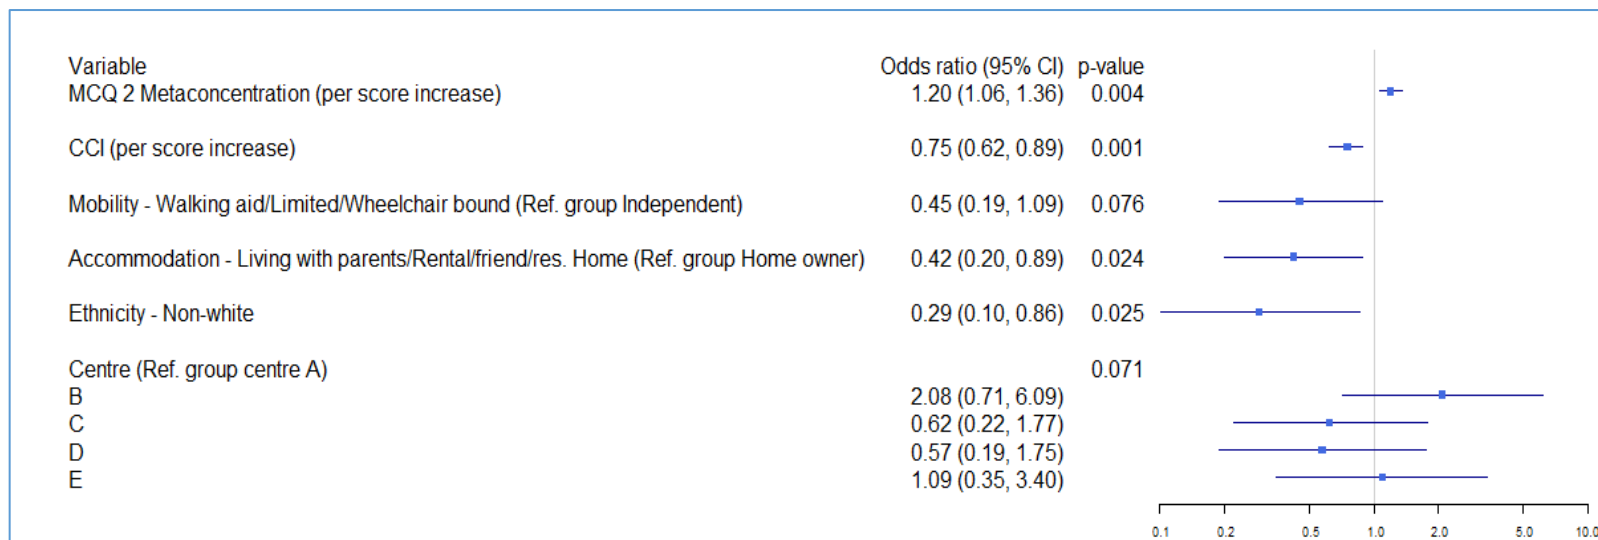 Variable Odds ratio (95% CI) p-value
MCQ 2 Metaconcentration (per score increase) 1.20 (1.06, 1.36) 0.004
CCI (per score increase) 0.75 (0.62, 0.89) 0.001
Mobility - Walking aid/Limited/Wheelchair bound (Ref. group Independent) 0.45 (0.19, 1.09) 0.076
Accommodation - Living with parents/Rental/friend/res. Home (Ref. group Home owner) 0.42 (0.20, 0.89) 0.024
Ethnicity - Non-white 0.29 (0.10, 0.86) 0.025
Centre (Ref. group centre A) 0.071
B 2.08 (0.71, 6.09)
C 0.62 (0.22, 1.77)
D 0.57 (0.19, 1.75)
E 1.09 (0.35, 3.40)
0.1 0.2 0.5 1.0 2.0 5.0 10.0